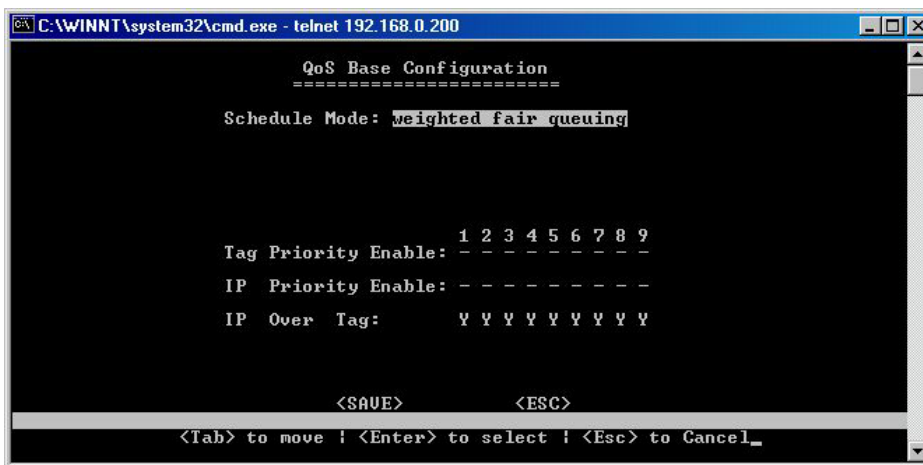 C:\WINNT\system32\cmd.exe - telnet 192.168.0.200
QoS Base Configuration
========================
Schedule Mode: weighted fair queuing
1 2 3 4 5 6 7 8 9
Tag Priority Enable: - - - - - - - - -
IP Priority Enable: - - - - - - - - -
IP Over Tag: Y Y Y Y Y Y Y Y Y
<SAVE> <ESC>
<Tab> to move | <Enter> to select | <Esc> to Cancel_